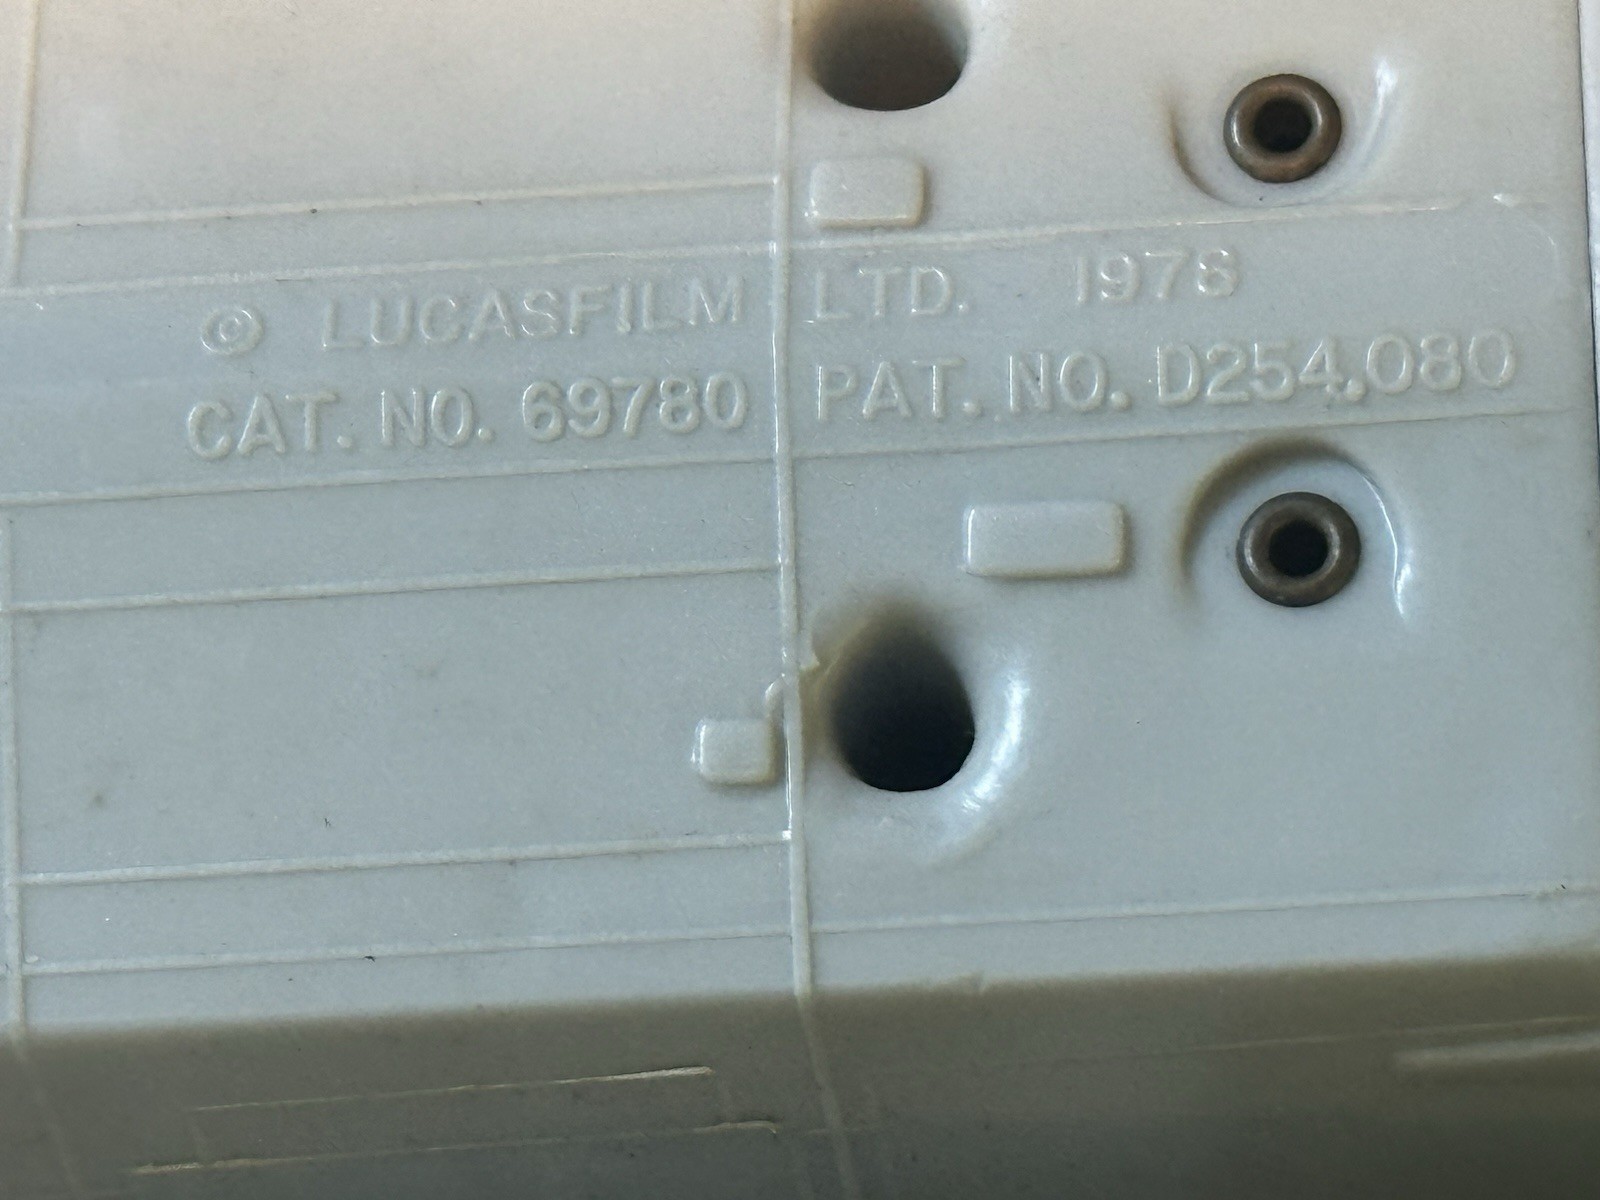 © LUCASFILM LTD. 1978
CAT. NO. 69780 PAT. NO. D254,080